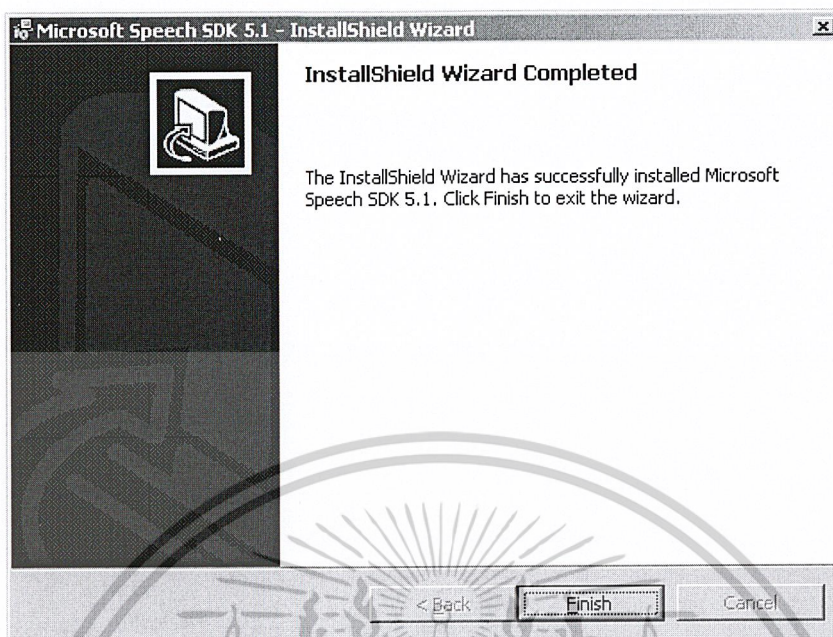 Microsoft Speech SDK 5.1 - InstallShield Wizard
InstallShield Wizard Completed
The InstallShield Wizard has successfully installed Microsoft
Speech SDK 5.1. Click Finish to exit the wizard.
< Back
Finish
Cancel